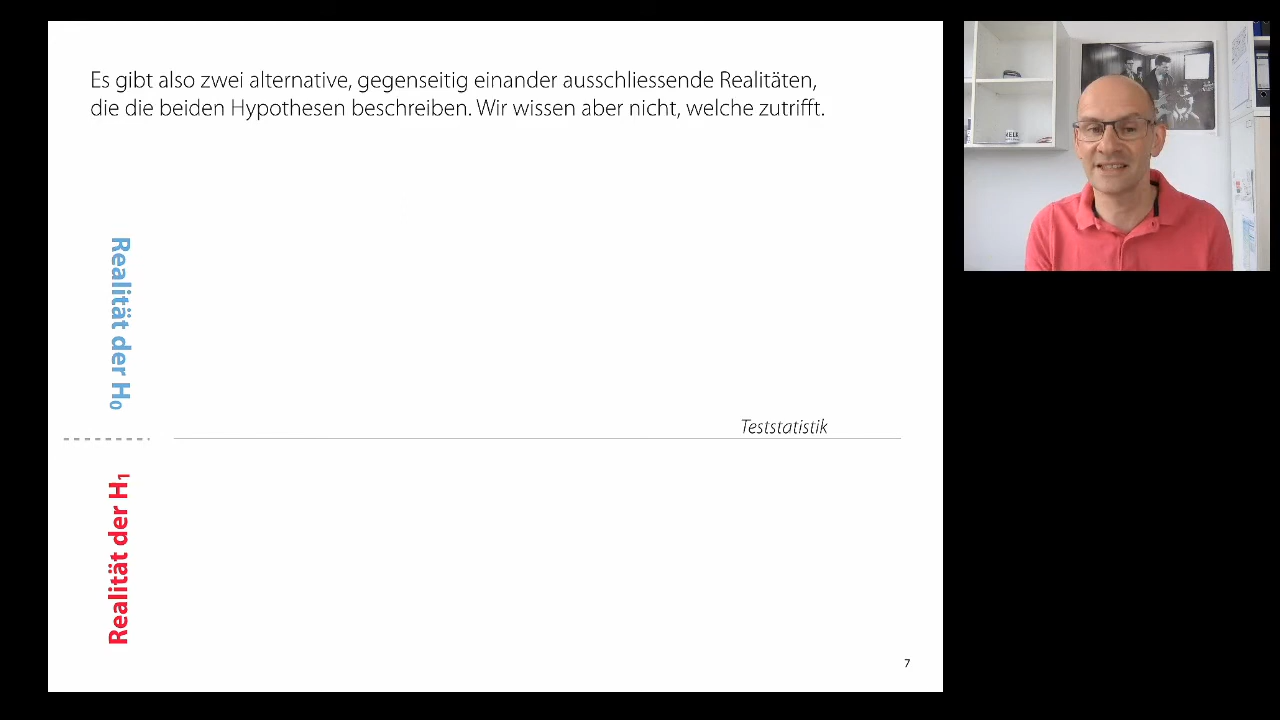 Es gibt also zwei alternative, gegenseitig einander ausschliessende Realitäten,
die die beiden Hypothesen beschreiben. Wir wissen aber nicht, welche zutrifft.
Realität der H₀
Teststatistik
Realität der H₁
7